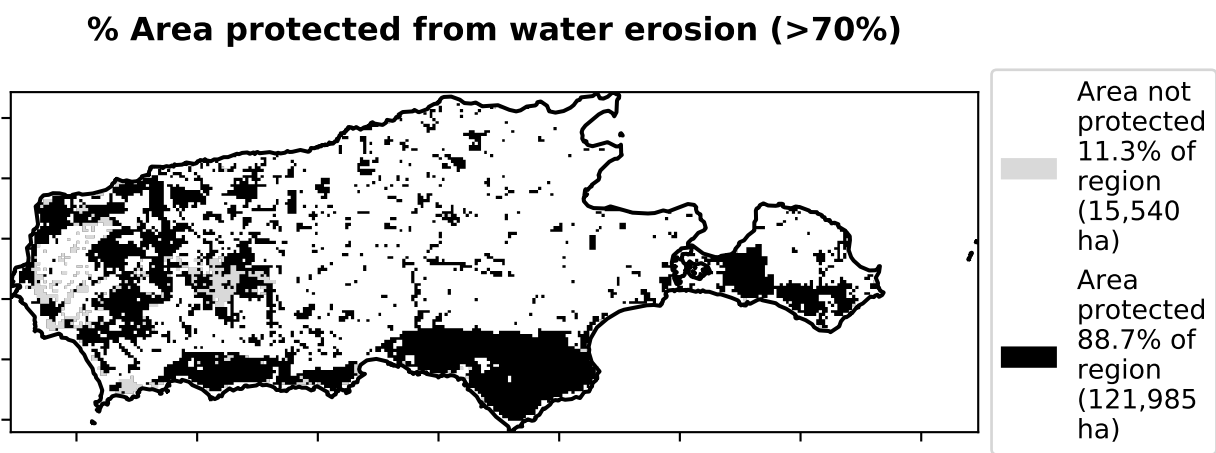 % Area protected from water erosion (>70%)
Area not
protected
11.3% of
region
(15,540
ha)
Area
protected
88.7% of
region
(121,985
ha)